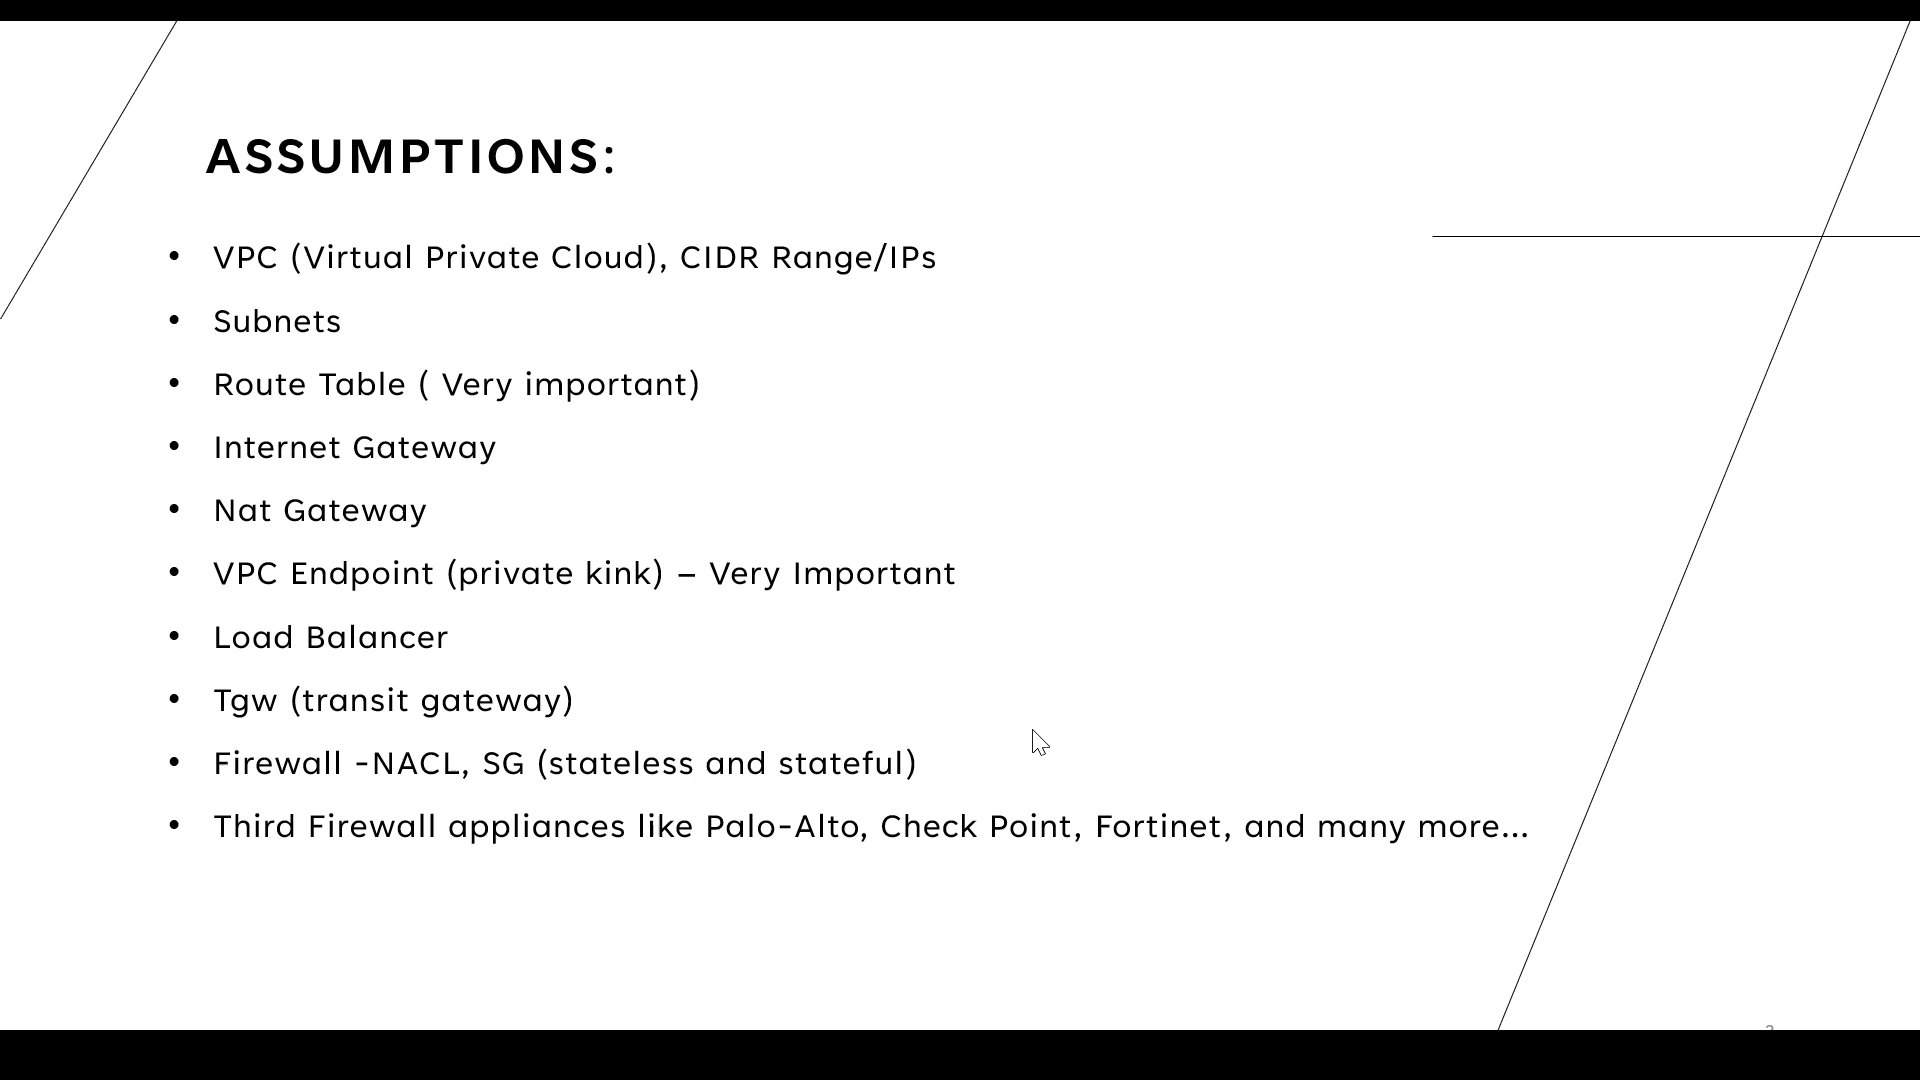 ASSUMPTIONS:
• VPC (Virtual Private Cloud), CIDR Range/IPs
• Subnets
• Route Table ( Very important)
• Internet Gateway
• Nat Gateway
• VPC Endpoint (private kink) – Very Important
• Load Balancer
• Tgw (transit gateway)
• Firewall -NACL, SG (stateless and stateful)
• Third Firewall appliances like Palo-Alto, Check Point, Fortinet, and many more...